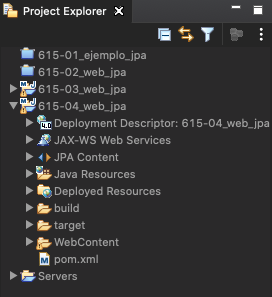 Project Explorer
615-01_ejemplo_jpa
615-02_web_jpa
615-03_web_jpa
615-04_web_jpa
Deployment Descriptor: 615-04_web_jpa
JAX-WS Web Services
JPA Content
Java Resources
Deployed Resources
build
target
WebContent
pom.xml
Servers